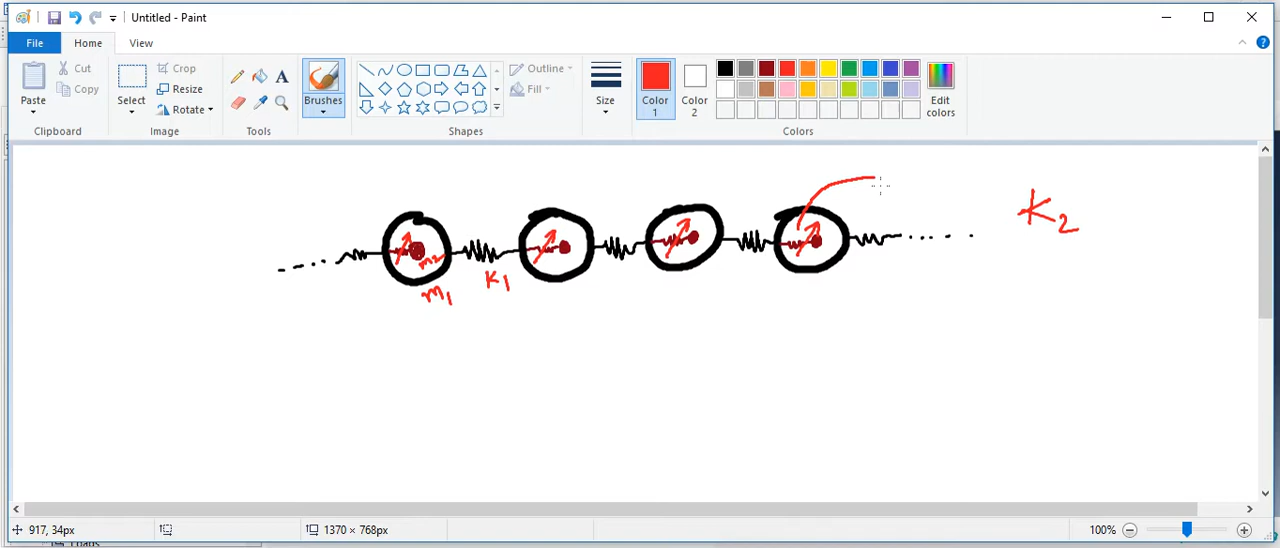 Untitled - Paint
File Home View
Paste
Cut
Copy
Clipboard
Select
Crop
Resize
Rotate
Image
A
Tools
Brushes
Outline
Fill
Shapes
Size
Color 1
Color 2
Edit colors
Colors
K2
m2
K1
m1
917, 34px
1370 × 768px
100%